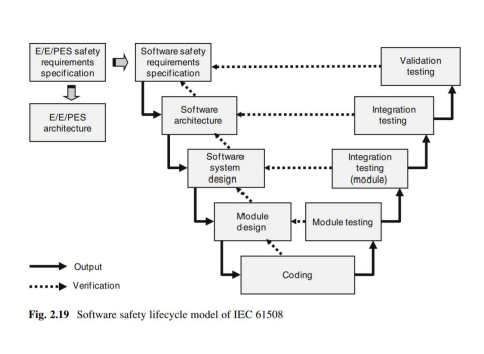 E/E/PES safety
requirements
specification
Software safety
requirements
specification
Validation
testing
E/E/PES
architecture
Software
architecture
Integration
testing
Software
system
design
Integration
testing
(module)
Module
design
Module testing
Coding
Output
Verification
Fig. 2.19 Software safety lifecycle model of IEC 61508